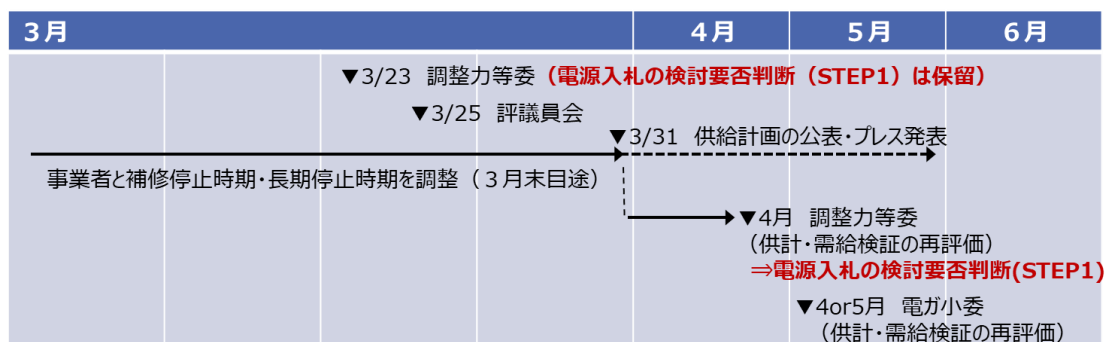 3月 4月 5月 6月
▼3/23 調整力等委（電源入札の検討要否判断（STEP1）は保留）
▼3/25 評議員会
▼3/31 供給計画の公表・プレス発表
事業者と補修停止時期・長期停止時期を調整（３月末目途）
▼4月 調整力等委
（供計・需給検証の再評価）
⇒電源入札の検討要否判断(STEP1)
▼4or5月 電ガ小委
（供計・需給検証の再評価）